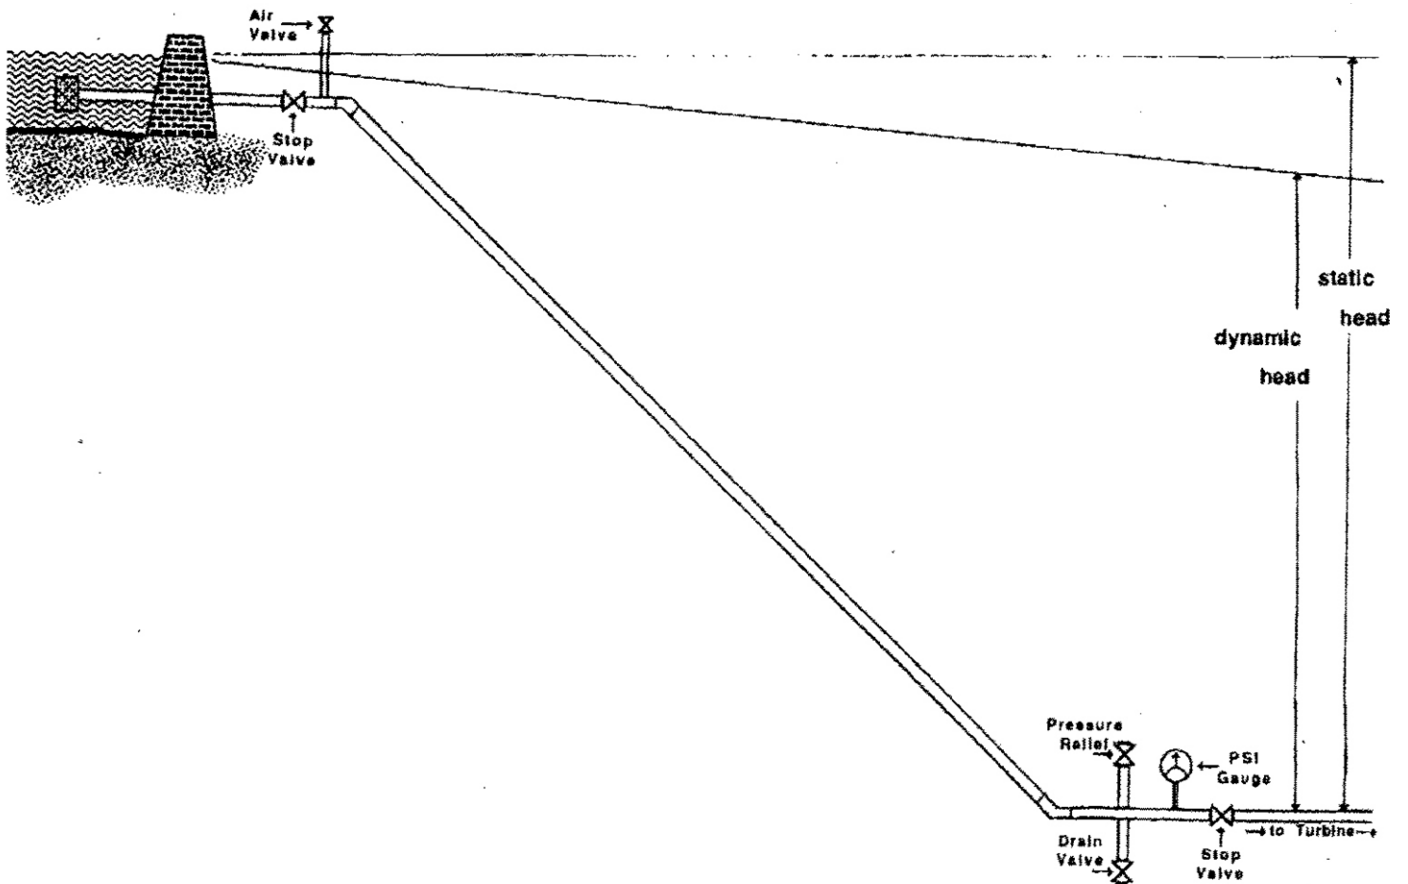 Air
Valve
Stop
Valve
static
head
dynamic
head
Pressure
Relief
PSI
Gauge
Drain
Valve
Stop
Valve
to Turbine